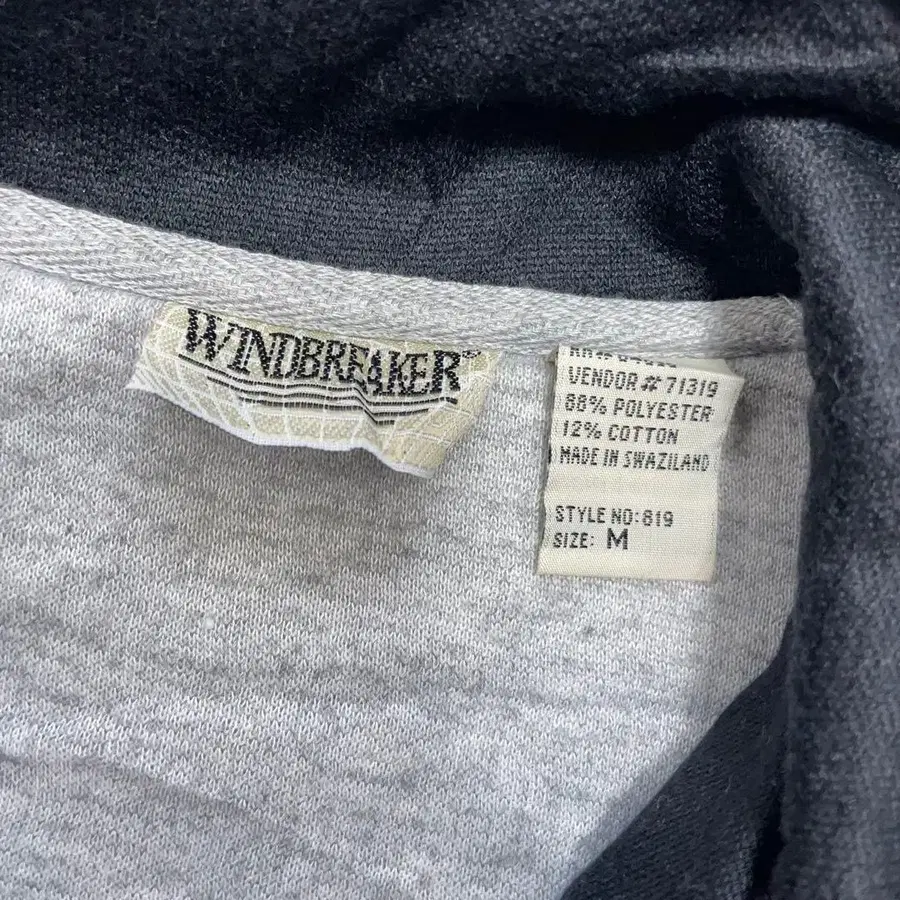 WINDBREAKER®
VENDOR # 71319
88% POLYESTER
12% COTTON
MADE IN SWAZILAND
STYLE NO:819
SIZE: M